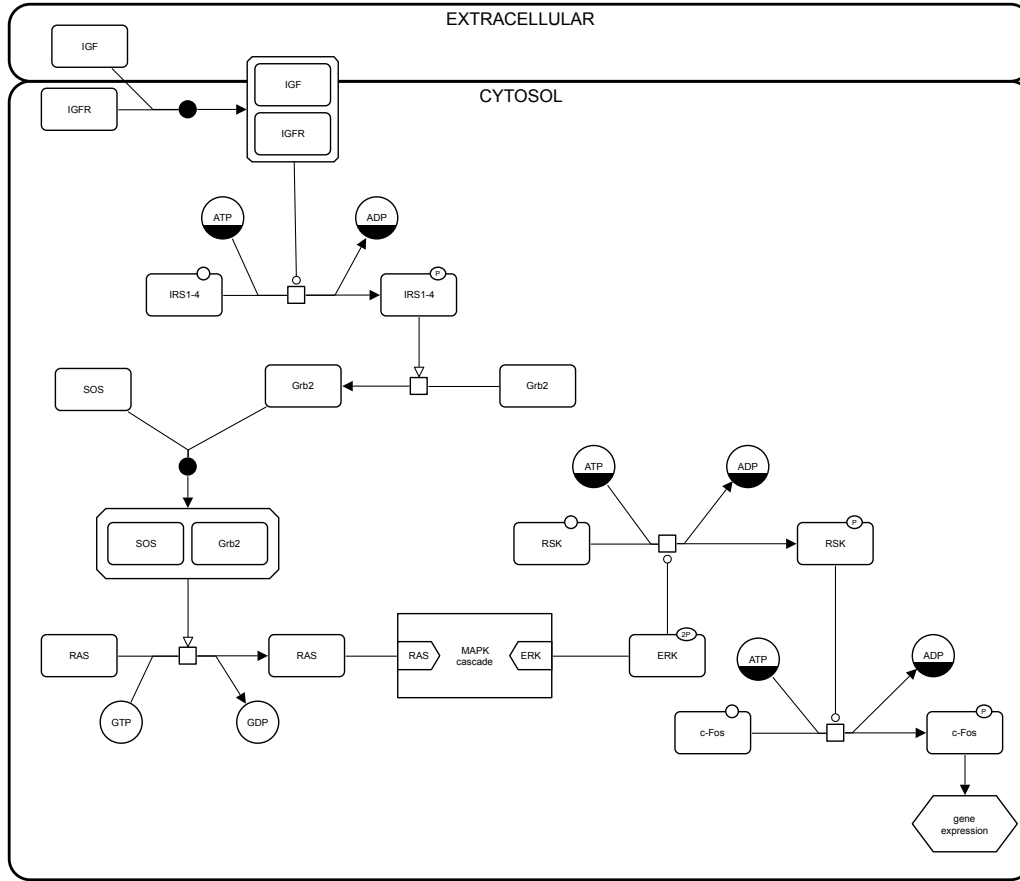 EXTRACELLULAR
IGF
IGF
CYTOSOL
IGFR
IGFR
ATP
ADP
IRS1-4
P
IRS1-4
SOS
Grb2
Grb2
ATP
ADP
SOS
Grb2
RSK
P
RSK
RAS
RAS
RAS
MAPK
cascade
ERK
2P
ERK
ATP
ADP
GTP
GDP
c-Fos
P
c-Fos
gene
expression